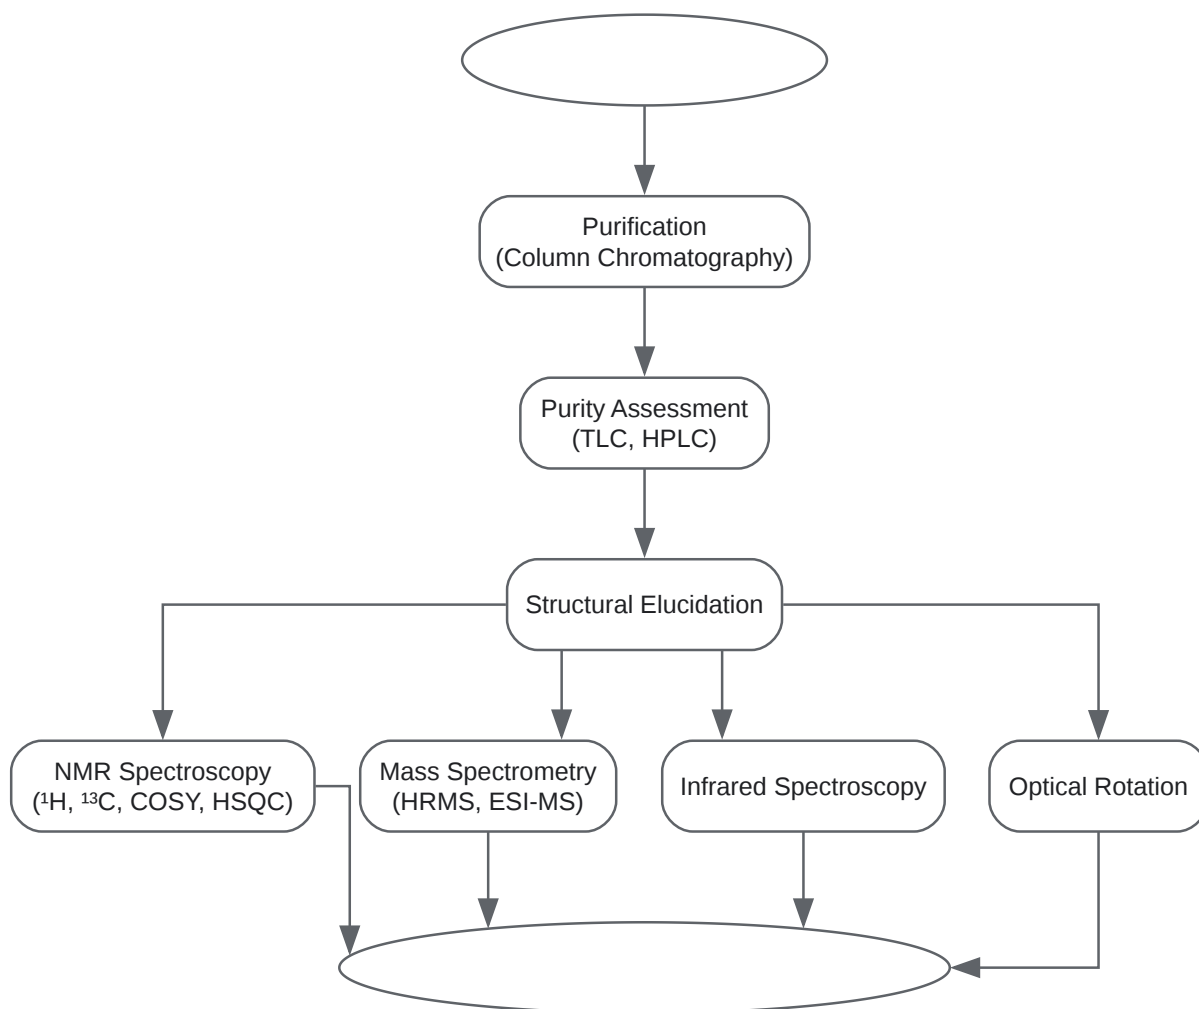 Purification
(Column Chromatography)
Purity Assessment
(TLC, HPLC)
Structural Elucidation
NMR Spectroscopy
(¹H, ¹³C, COSY, HSQC)
Mass Spectrometry
(HRMS, ESI-MS)
Infrared Spectroscopy
Optical Rotation